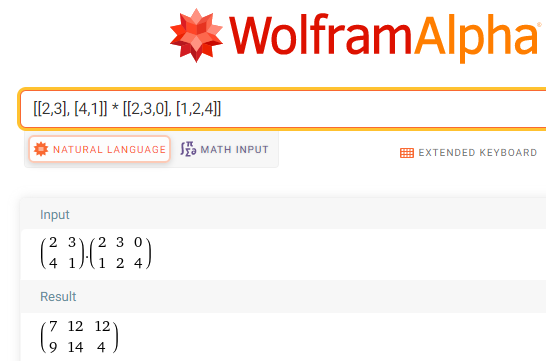 WolframAlpha
[[2,3], [4,1]] * [[2,3,0], [1,2,4]]
NATURAL LANGUAGE
MATH INPUT
EXTENDED KEYBOARD
Input
(2 3
4 1).(2 3 0
1 2 4)
Result
(7 12 12
9 14 4)